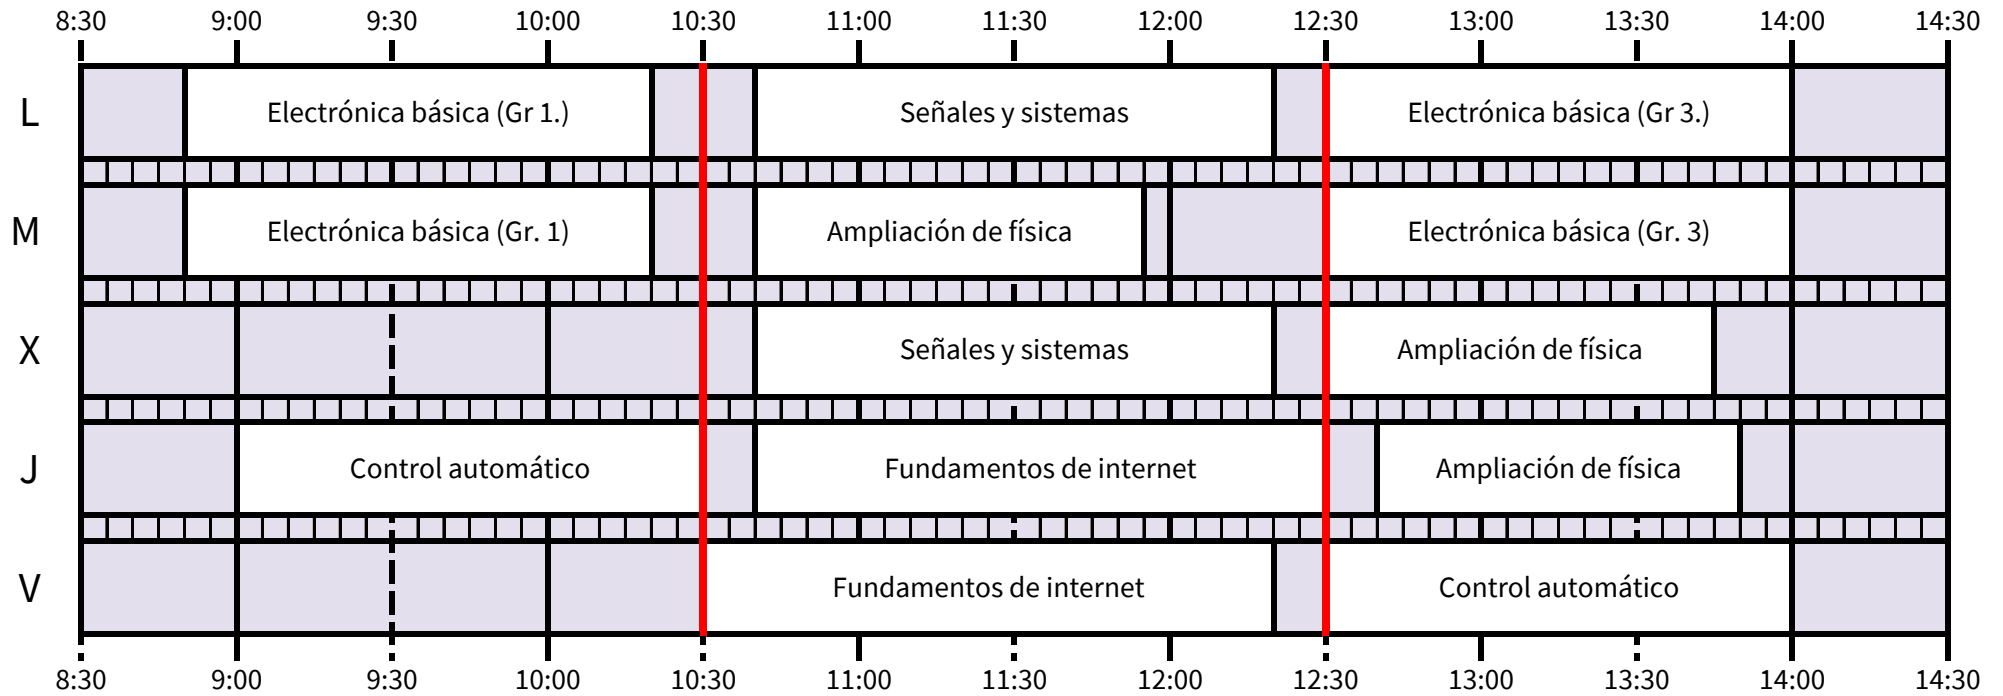 8:30 9:00 9:30 10:00 10:30 11:00 11:30 12:00 12:30 13:00 13:30 14:00 14:30
L Electrónica básica (Gr 1.) Señales y sistemas Electrónica básica (Gr 3.)
M Electrónica básica (Gr. 1) Ampliación de física Electrónica básica (Gr. 3)
X Señales y sistemas Ampliación de física
J Control automático Fundamentos de internet Ampliación de física
V Fundamentos de internet Control automático
8:30 9:00 9:30 10:00 10:30 11:00 11:30 12:00 12:30 13:00 13:30 14:00 14:30